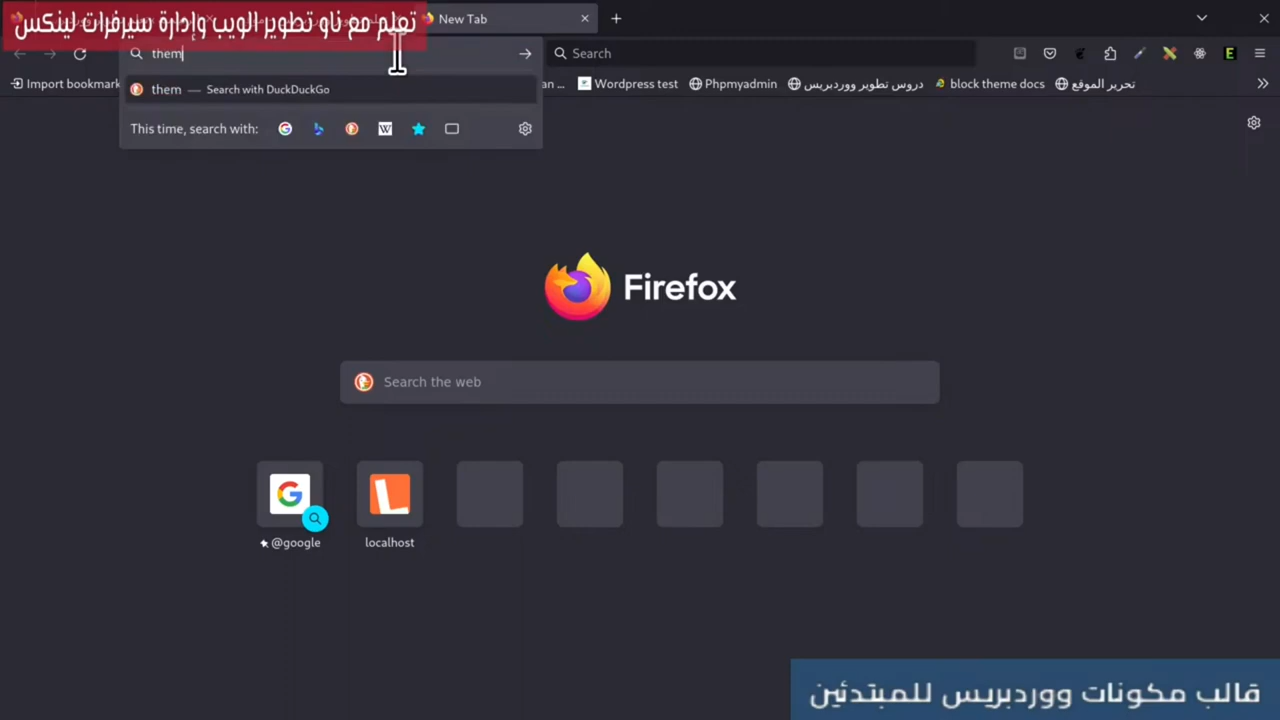 تعلم مع ناو تطوير الويب وإدارة سيرفرات لينكس
New Tab
them
Search
them — Search with DuckDuckGo
Import bookmark
an ...
Wordpress test
Phpmyadmin
دروس تطوير ووردبريس
block theme docs
تحرير الموقع
This time, search with:
Firefox
Search the web
@google
localhost
قالب مكونات ووردبريس للمبتدئين